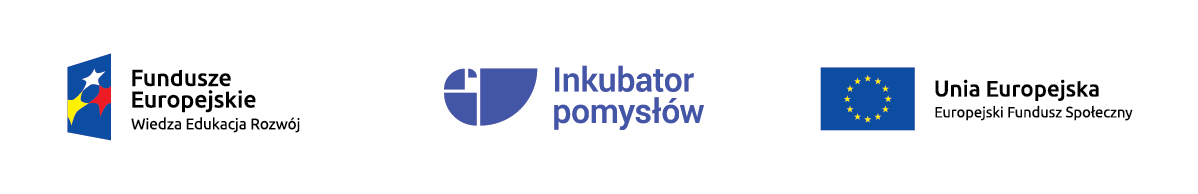 Fundusze
Europejskie
Wiedza Edukacja Rozwój
Inkubator
pomysłów
Unia Europejska
Europejski Fundusz Społeczny